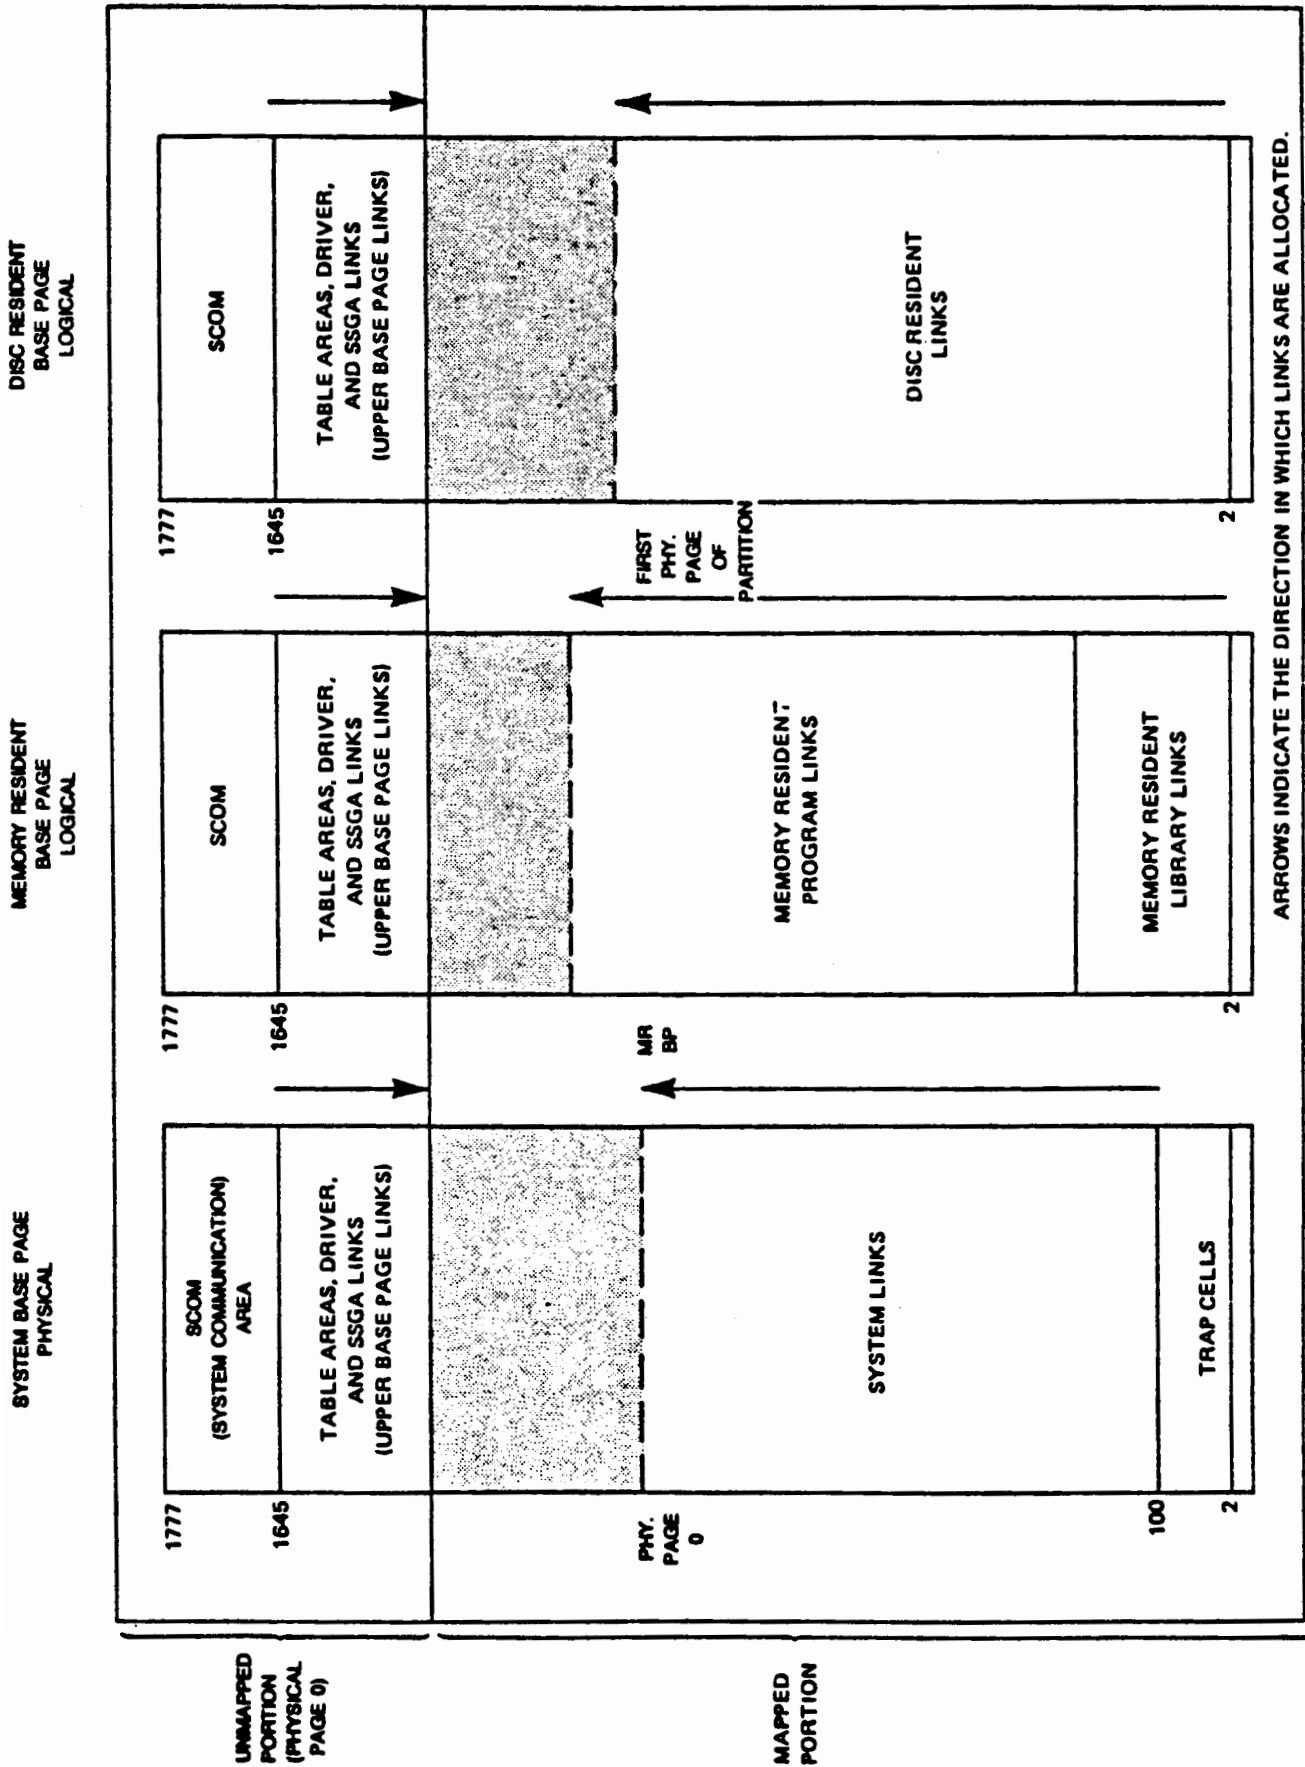 SYSTEM BASE PAGE
PHYSICAL
MEMORY RESIDENT
BASE PAGE
LOGICAL
DISC RESIDENT
BASE PAGE
LOGICAL
UNMAPPED
PORTION
(PHYSICAL
PAGE 0)
MAPPED
PORTION
1777
SCOM
(SYSTEM COMMUNICATION)
AREA
1645
TABLE AREAS, DRIVER,
AND SSGA LINKS
(UPPER BASE PAGE LINKS)
PHY.
PAGE
0
SYSTEM LINKS
100
TRAP CELLS
2
1777
SCOM
1645
TABLE AREAS, DRIVER,
AND SSGA LINKS
(UPPER BASE PAGE LINKS)
MR
BP
MEMORY RESIDENT
PROGRAM LINKS
MEMORY RESIDENT
LIBRARY LINKS
2
1777
SCOM
1645
TABLE AREAS, DRIVER,
AND SSGA LINKS
(UPPER BASE PAGE LINKS)
FIRST
PHY.
PAGE
OF
PARTITION
DISC RESIDENT
LINKS
2
ARROWS INDICATE THE DIRECTION IN WHICH LINKS ARE ALLOCATED.